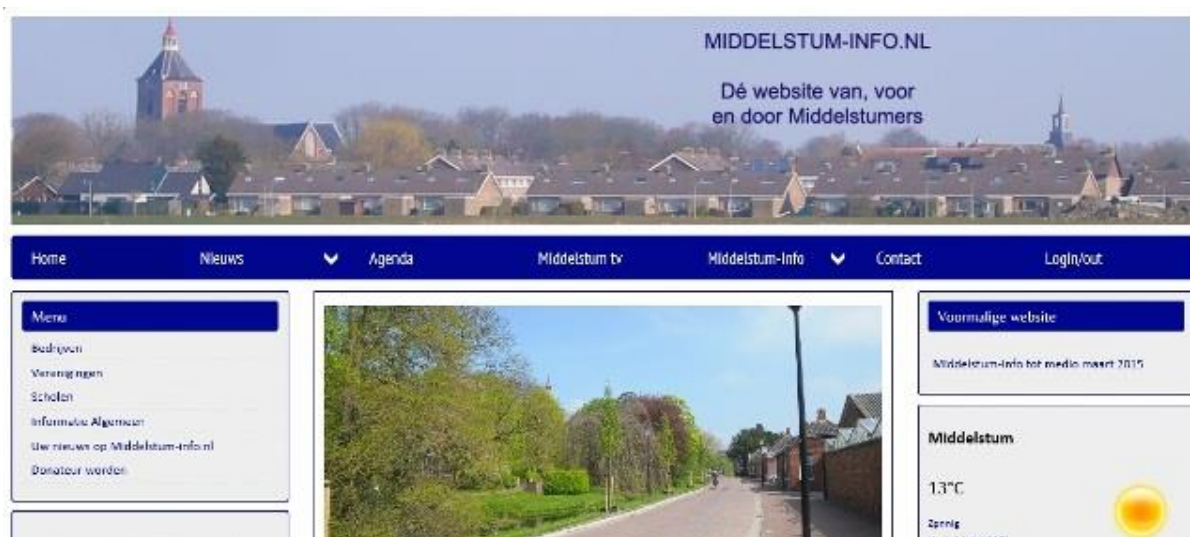 MIDDELSTUM-INFO.NL
Dé website van, voor
en door Middelstumers
Home Nieuws Agenda Middelstum tv Middelstum-Info Contact Login/out
Menu
Bedrijven
Verenigingen
Scholen
Informatie Algemeen
Uw nieuws op Middelstum-info.nl
Donateur worden
Voormalige website
Middelstum-info tot medio maart 2015
Middelstum
13°C
Zonnig